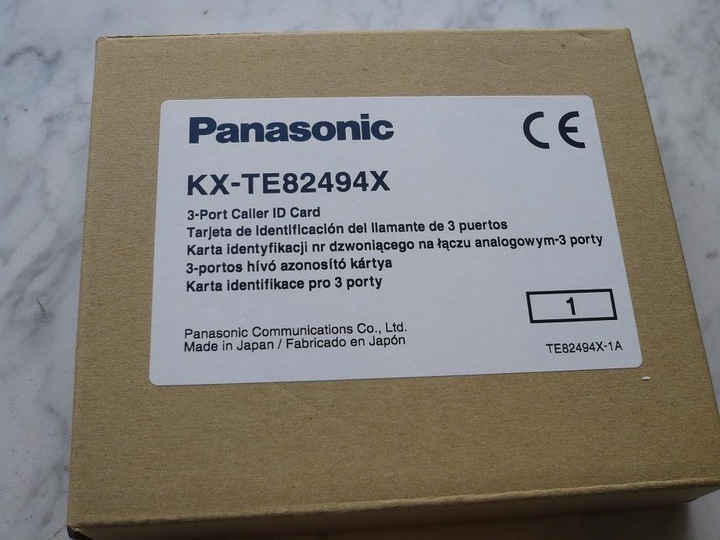 Panasonic
CE
KX-TE82494X
3-Port Caller ID Card
Tarjeta de identificación del llamante de 3 puertos
Karta identyfikacji nr dzwoniącego na łączu analogowym-3 porty
3-portos hívó azonosító kártya
Karta identifikace pro 3 porty
1
Panasonic Communications Co., Ltd.
Made in Japan / Fabricado en Japón
TE82494X-1A